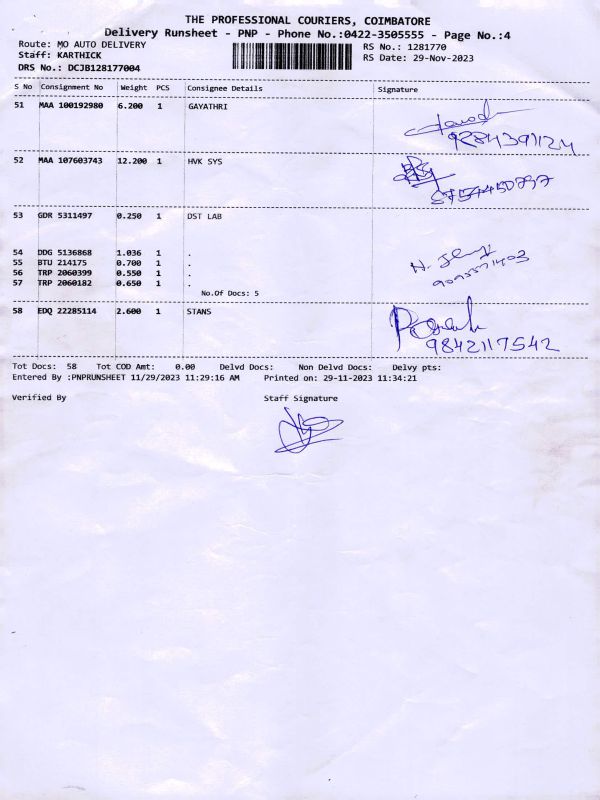 THE PROFESSIONAL COURIERS, COIMBATORE
Delivery Runsheet - PNP - Phone No.:0422-3505555 - Page No.:4
Route: MO AUTO DELIVERY RS No.: 1281770
Staff: KARTHICK RS Date: 29-Nov-2023
DRS No.: DCJB128177004
S No Consignment No Weight PCS Consignee Details Signature
51 MAA 100192980 6.200 1 GAYATHRI
9284391124
52 MAA 107603743 12.200 1 HVK SYS
53 GDR 5311497 0.250 1 DST LAB
54 DDG 5136868 1.036 1 .
55 BTU 214175 0.700 1 .
56 TRP 2060399 0.550 1 .
57 TRP 2060182 0.650 1 .
No.Of Docs: 5
58 EDQ 22285114 2.600 1 STANS
9842117542
Tot Docs: 58 Tot COD Amt: 0.00 Delvd Docs: Non Delvd Docs: Delvy pts:
Entered By :PNPRUNSHEET 11/29/2023 11:29:16 AM Printed on: 29-11-2023 11:34:21
Verified By Staff Signature